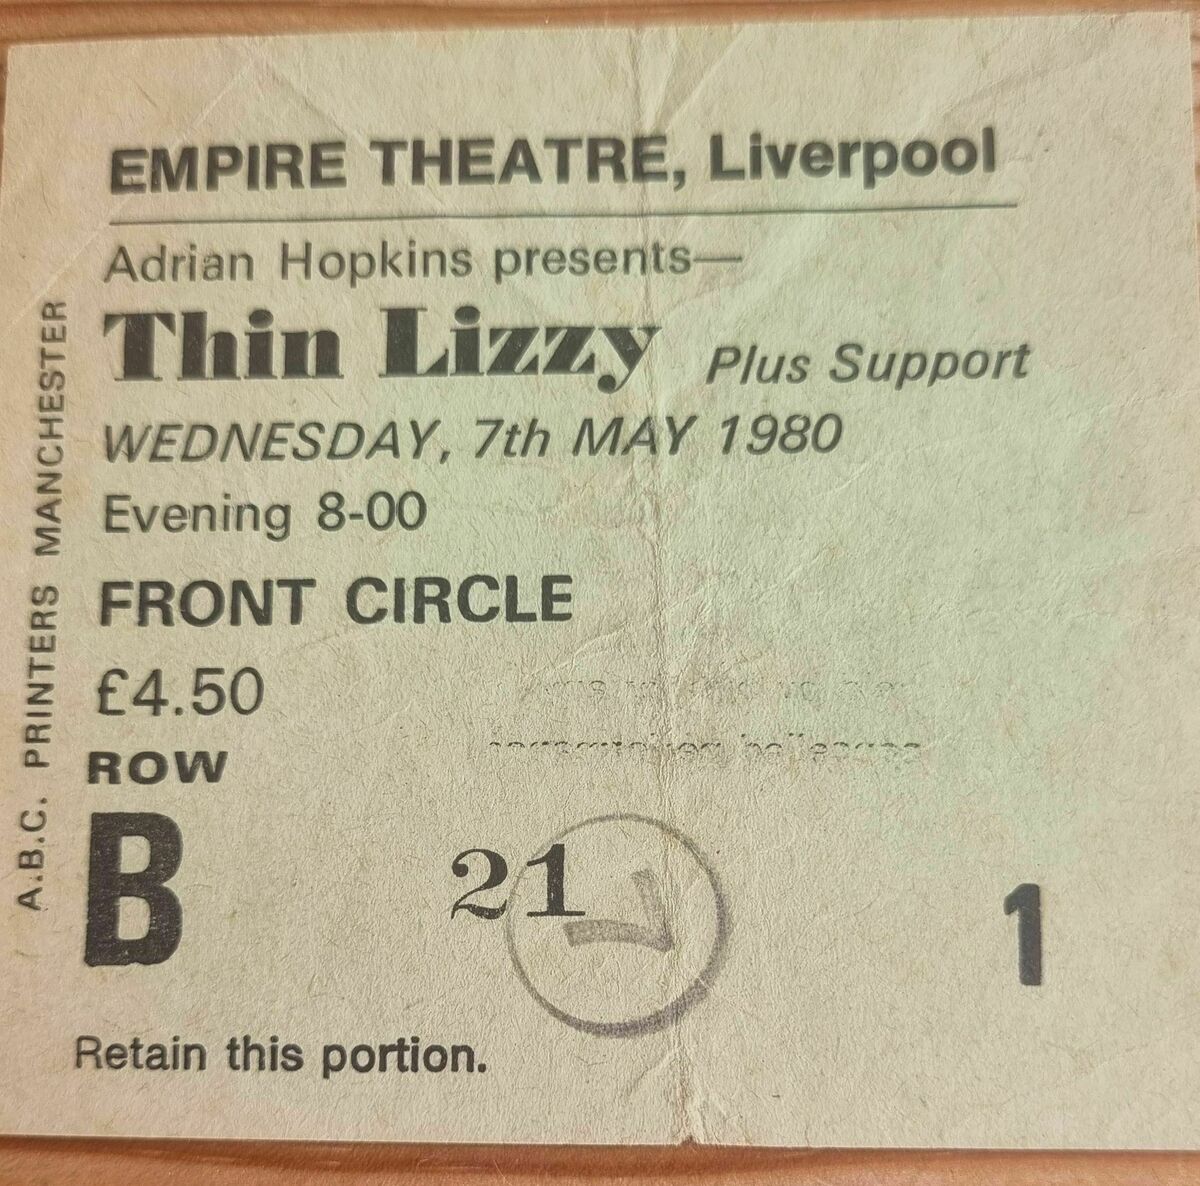 EMPIRE THEATRE, Liverpool
Adrian Hopkins presents—
Thin Lizzy Plus Support
WEDNESDAY, 7th MAY 1980
Evening 8-00
FRONT CIRCLE
£4.50
ROW
B 21 1
Retain this portion.
A.B.C. PRINTERS MANCHESTER